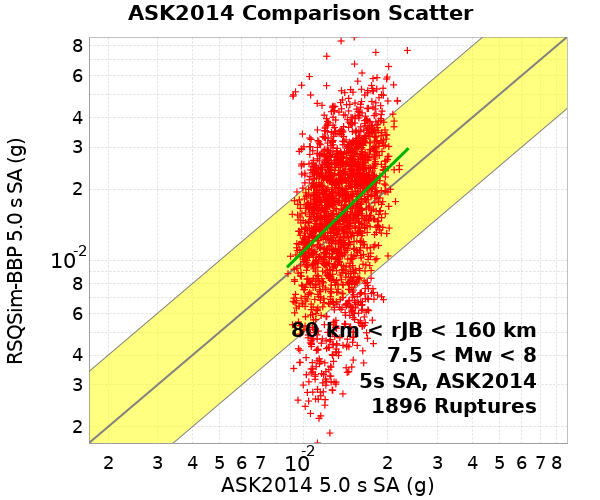 ASK2014 Comparison Scatter
RSQSim-BBP 5.0 s SA (g)
8
6
4
3
2
10-2
8
6
4
3
2
80 km < rJB < 160 km
7.5 < Mw < 8
5s SA, ASK2014
1896 Ruptures
2 3 4 5 6 7 10-2 2 3 4 5 6 7 8
ASK2014 5.0 s SA (g)